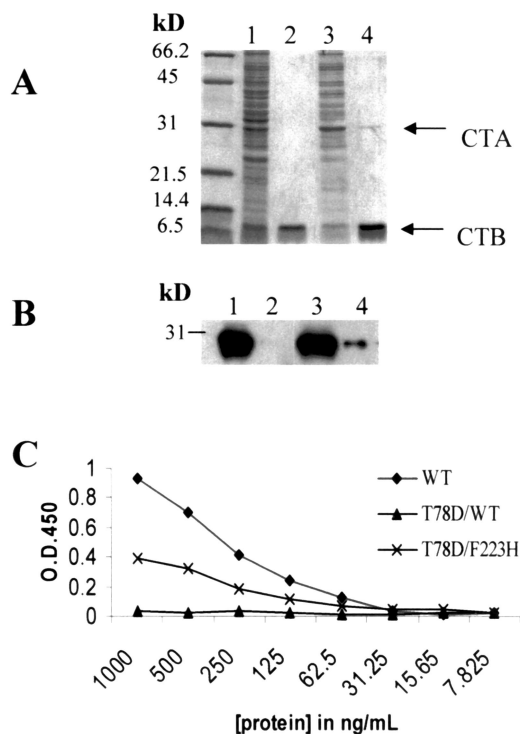 A
kD
1 2 3 4
66.2
45
31
21.5
14.4
6.5
CTA
CTB
B
kD
1 2 3 4
31
C
O.D.450
1
0.8
0.6
0.4
0.2
0
WT
T78D/WT
T78D/F223H
1000 500 250 125 62.5 31.25 15.65 7.825
[protein] in ng/mL